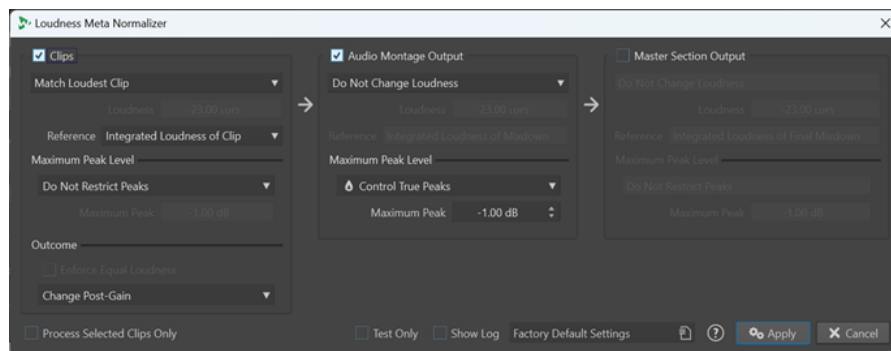 Loudness Meta Normalizer
Clips
Match Loudest Clip
Loudness -23.00 LUFS
Reference Integrated Loudness of Clip
Maximum Peak Level
Do Not Restrict Peaks
Maximum Peak -1.00 dB
Outcome
Enforce Equal Loudness
Change Post-Gain
Audio Montage Output
Do Not Change Loudness
Loudness -23.00 LUFS
Reference Integrated Loudness of Mixdown
Maximum Peak Level
Control True Peaks
Maximum Peak -1.00 dB
Master Section Output
Do Not Change Loudness
Loudness -23.00 LUFS
Reference Integrated Loudness of Final Mixdown
Maximum Peak Level
Do Not Restrict Peaks
Maximum Peak -1.00 dB
Process Selected Clips Only
Test Only Show Log Factory Default Settings ? Apply Cancel